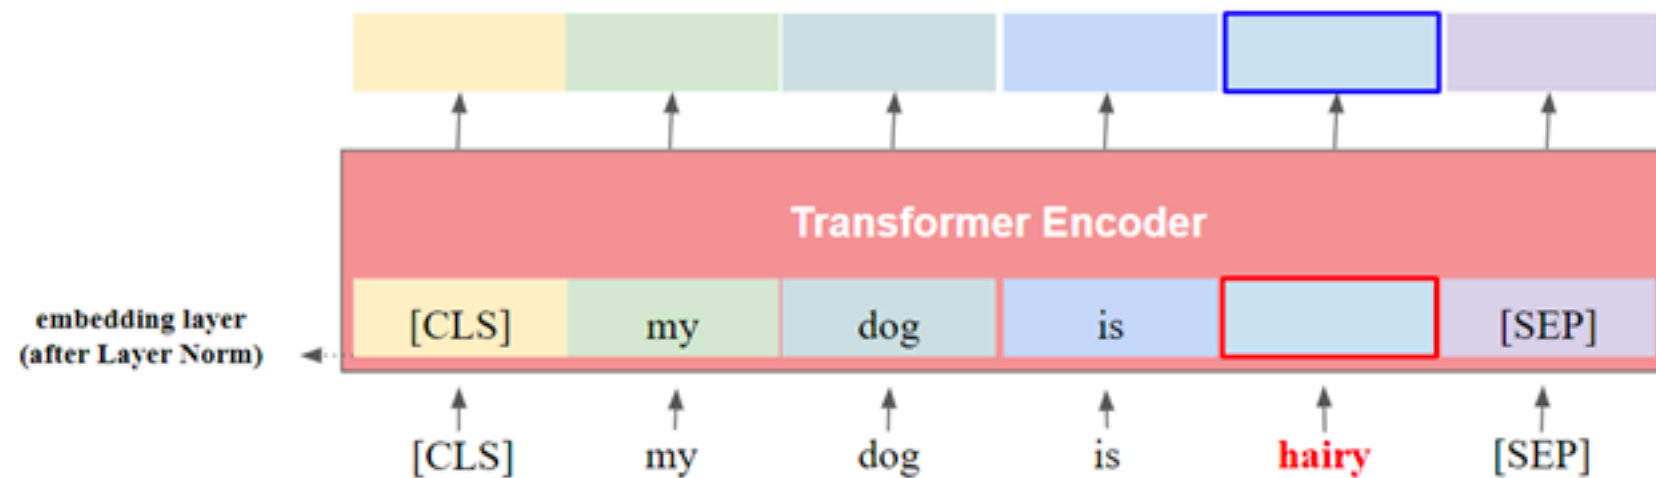 Transformer Encoder
embedding layer
(after Layer Norm)
[CLS] my dog is [SEP]
[CLS] my dog is hairy [SEP]